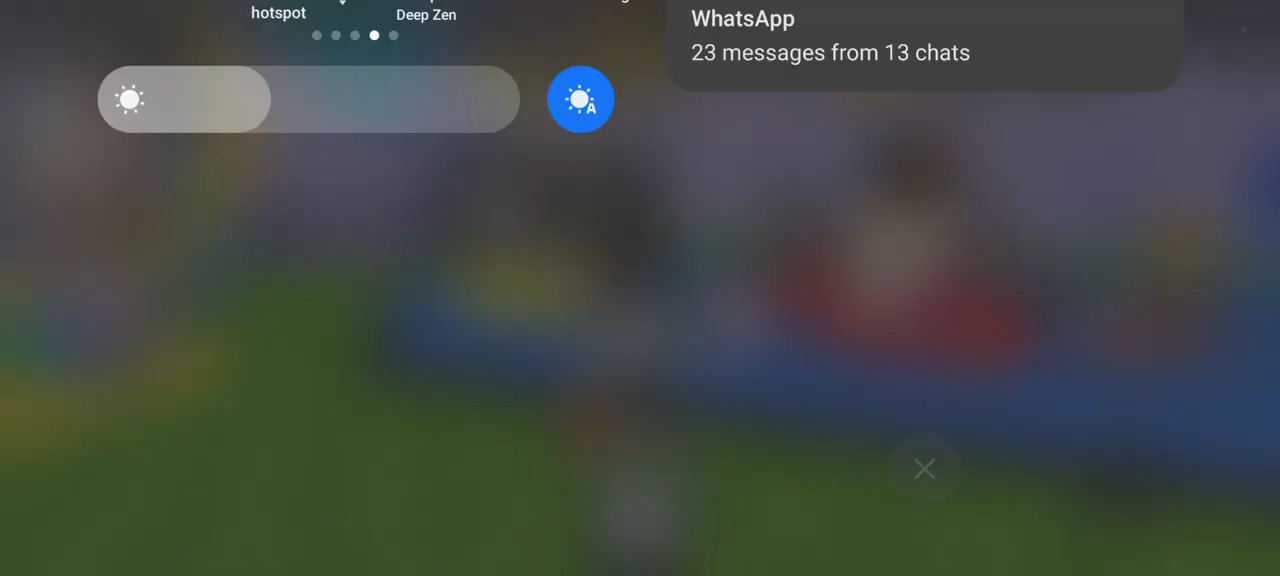 hotspot
Deep Zen
A
WhatsApp
23 messages from 13 chats